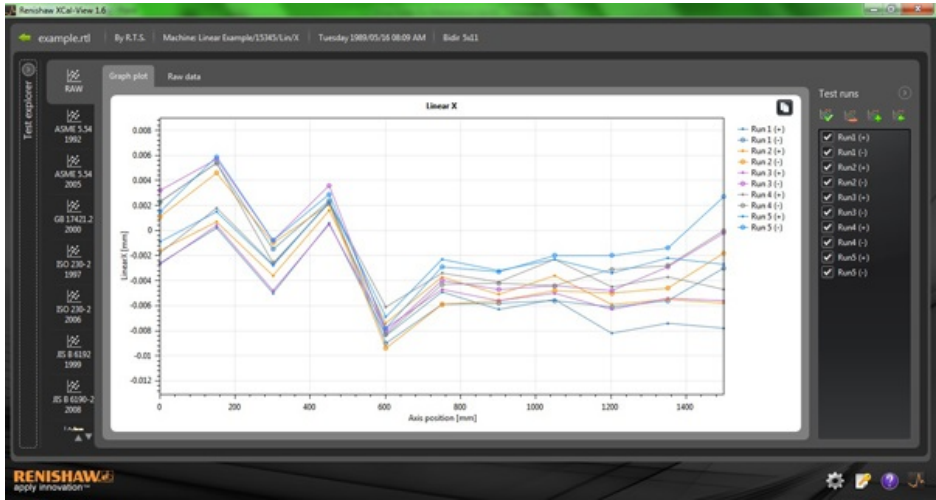 Renishaw XCal-View 1.6
example.rtl
By R.T.S.
Machine: Linear Example/15345/Lin/X
Tuesday 1989/05/16 08:09 AM
Bidir 5x11
Test explorer
RAW
ASME 5.54
1992
ASME 5.54
2005
GB 17421.2
2000
ISO 230-2
1997
ISO 230-2
2006
JIS B 6192
1999
JIS B 6190-2
2008
Graph plot
Raw data
Linear X
0.008
0.006
0.004
0.002
0
-0.002
-0.004
-0.006
-0.008
-0.01
-0.012
LinearX [mm]
0
200
400
600
800
1000
1200
1400
Axis position [mm]
Run 1 (+)
Run 1 (-)
Run 2 (+)
Run 2 (-)
Run 3 (+)
Run 3 (-)
Run 4 (+)
Run 4 (-)
Run 5 (+)
Run 5 (-)
Test runs
Run1 (+)
Run1 (-)
Run2 (+)
Run2 (-)
Run3 (+)
Run3 (-)
Run4 (+)
Run4 (-)
Run5 (+)
Run5 (-)
RENISHAW
apply innovation™